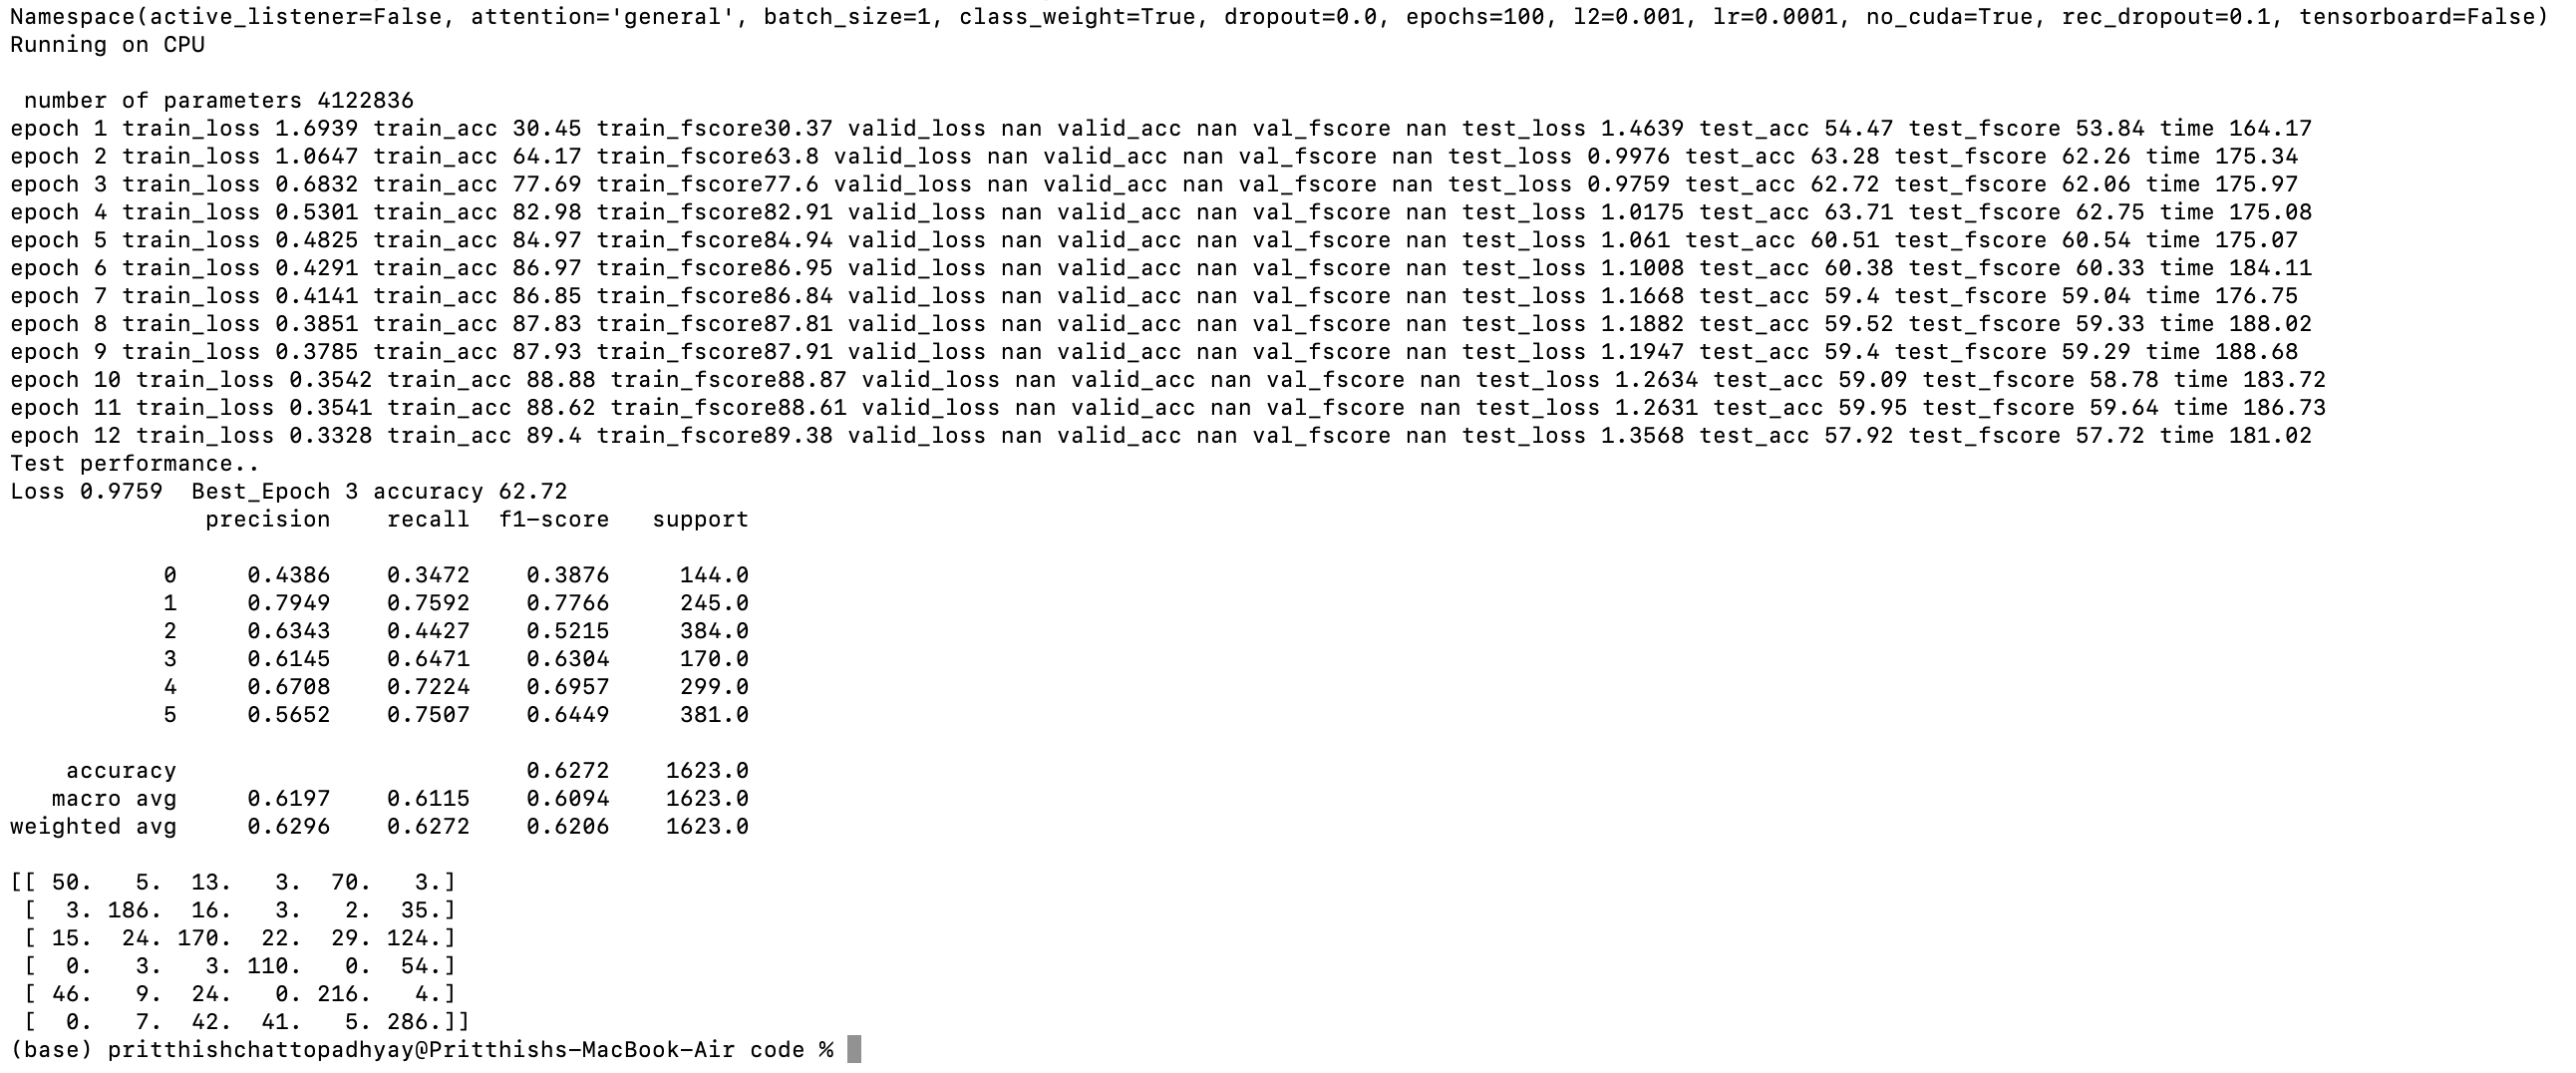 Namespace(active_listener=False, attention='general', batch_size=1, class_weight=True, dropout=0.0, epochs=100, l2=0.001, lr=0.0001, no_cuda=True, rec_dropout=0.1, tensorboard=False)
Running on CPU
number of parameters 4122836
epoch 1 train_loss 1.6939 train_acc 30.45 train_fscore30.37 valid_loss nan valid_acc nan val_fscore nan test_loss 1.4639 test_acc 54.47 test_fscore 53.84 time 164.17
epoch 2 train_loss 1.0647 train_acc 64.17 train_fscore63.8 valid_loss nan valid_acc nan val_fscore nan test_loss 0.9976 test_acc 63.28 test_fscore 62.26 time 175.34
epoch 3 train_loss 0.6832 train_acc 77.69 train_fscore77.6 valid_loss nan valid_acc nan val_fscore nan test_loss 0.9759 test_acc 62.72 test_fscore 62.06 time 175.97
epoch 4 train_loss 0.5301 train_acc 82.98 train_fscore82.91 valid_loss nan valid_acc nan val_fscore nan test_loss 1.0175 test_acc 63.71 test_fscore 62.75 time 175.08
epoch 5 train_loss 0.4825 train_acc 84.97 train_fscore84.94 valid_loss nan valid_acc nan val_fscore nan test_loss 1.061 test_acc 60.51 test_fscore 60.54 time 175.07
epoch 6 train_loss 0.4291 train_acc 86.97 train_fscore86.95 valid_loss nan valid_acc nan val_fscore nan test_loss 1.1008 test_acc 60.38 test_fscore 60.33 time 184.11
epoch 7 train_loss 0.4141 train_acc 86.85 train_fscore86.84 valid_loss nan valid_acc nan val_fscore nan test_loss 1.1668 test_acc 59.4 test_fscore 59.04 time 176.75
epoch 8 train_loss 0.3851 train_acc 87.83 train_fscore87.81 valid_loss nan valid_acc nan val_fscore nan test_loss 1.1882 test_acc 59.52 test_fscore 59.33 time 188.02
epoch 9 train_loss 0.3785 train_acc 87.93 train_fscore87.91 valid_loss nan valid_acc nan val_fscore nan test_loss 1.1947 test_acc 59.4 test_fscore 59.29 time 188.68
epoch 10 train_loss 0.3542 train_acc 88.88 train_fscore88.87 valid_loss nan valid_acc nan val_fscore nan test_loss 1.2634 test_acc 59.09 test_fscore 58.78 time 183.72
epoch 11 train_loss 0.3541 train_acc 88.62 train_fscore88.61 valid_loss nan valid_acc nan val_fscore nan test_loss 1.2631 test_acc 59.95 test_fscore 59.64 time 186.73
epoch 12 train_loss 0.3328 train_acc 89.4 train_fscore89.38 valid_loss nan valid_acc nan val_fscore nan test_loss 1.3568 test_acc 57.92 test_fscore 57.72 time 181.02
Test performance..
Loss 0.9759  Best_Epoch 3 accuracy 62.72
              precision    recall  f1-score   support
           0     0.4386    0.3472    0.3876     144.0
           1     0.7949    0.7592    0.7766     245.0
           2     0.6343    0.4427    0.5215     384.0
           3     0.6145    0.6471    0.6304     170.0
           4     0.6708    0.7224    0.6957     299.0
           5     0.5652    0.7507    0.6449     381.0
    accuracy                         0.6272    1623.0
   macro avg     0.6197    0.6115    0.6094    1623.0
weighted avg     0.6296    0.6272    0.6206    1623.0
[[ 50.   5.  13.   3.  70.   3.]
 [  3. 186.  16.   3.   2.  35.]
 [ 15.  24. 170.  22.  29. 124.]
 [  0.   3.   3. 110.   0.  54.]
 [ 46.   9.  24.   0. 216.   4.]
 [  0.   7.  42.  41.   5. 286.]]
(base) pritthishchattopadhyay@Pritthishs-MacBook-Air code %